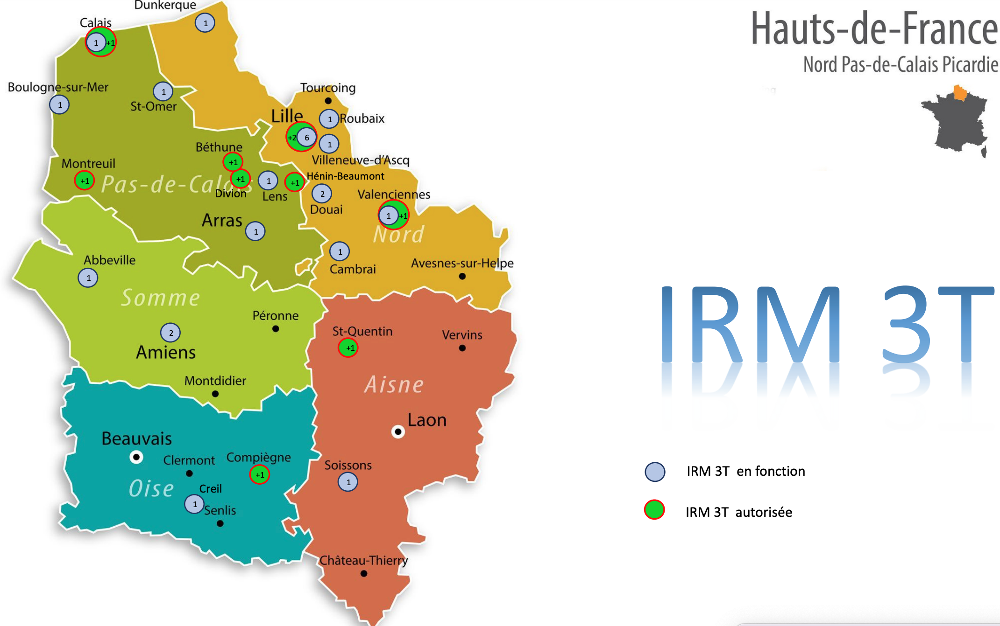 Dunkerque
1
Calais
1 +1
Boulogne-sur-Mer
1
1
St-Omer
Tourcoing
Lille
1 Roubaix
+2 6
1
Villeneuve-d'Ascq
Béthune
+1
Montreuil
+1
Pas-de-Calais
+1
Divion
1
Lens
+1
Hénin-Beaumont
2
Douai
Valenciennes
1 +1
Nord
Arras
1
1
Cambrai
Avesnes-sur-Helpe
Abbeville
1
Somme
Péronne
2
Amiens
Montdidier
St-Quentin
+1
Vervins
Aisne
Laon
Beauvais
Clermont
Compiègne
+1
Oise
Creil
1
Senlis
Soissons
1
Château-Thierry
Hauts-de-France
Nord Pas-de-Calais Picardie
IRM 3T
IRM 3T en fonction
IRM 3T autorisée